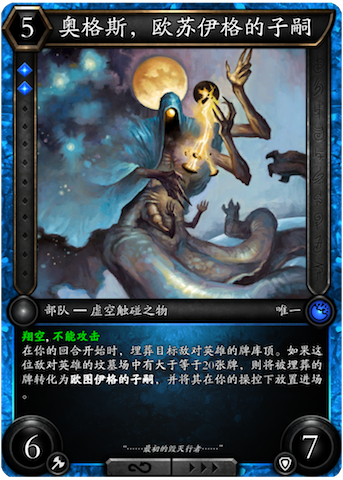 5
奥格斯，欧苏伊格的子嗣
部队 — 虚空触碰之物
唯一
翔空,不能攻击
在你的回合开始时，埋葬目标敌对英雄的牌库顶。如果这
位敌对英雄的坟墓场中有大于等于20张牌，则将被埋葬
的牌转化为欧图伊格的子嗣，并将其在你的操控下放置进场
。
“······最初的毁灭行者······”
6
7